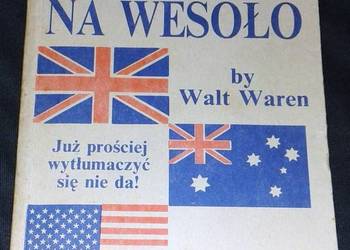 NA WESOŁO
by
Walt Waren
Już prościej
wytłumaczyć
się nie da!